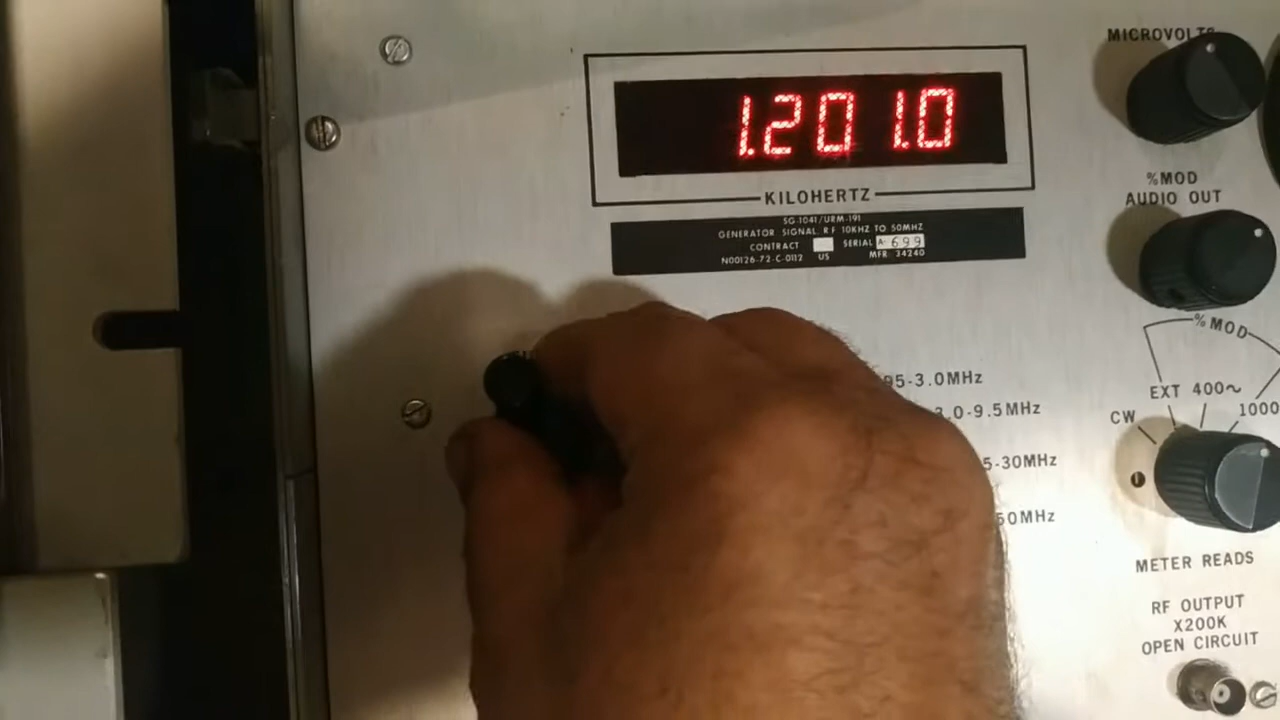 MICROVOLTS
1.201.0
KILOHERTZ
%MOD
AUDIO OUT
SG-1041/URM-191
GENERATOR SIGNAL RF 10KHZ TO 50MHZ
CONTRACT SERIAL A-699
N00126-72-C-0112 US MFR 34240
% MOD
95-3.0MHz
EXT 400~
3.0-9.5MHz
CW
1000
5-30MHz
50MHz
METER READS
RF OUTPUT
X200K
OPEN CIRCUIT